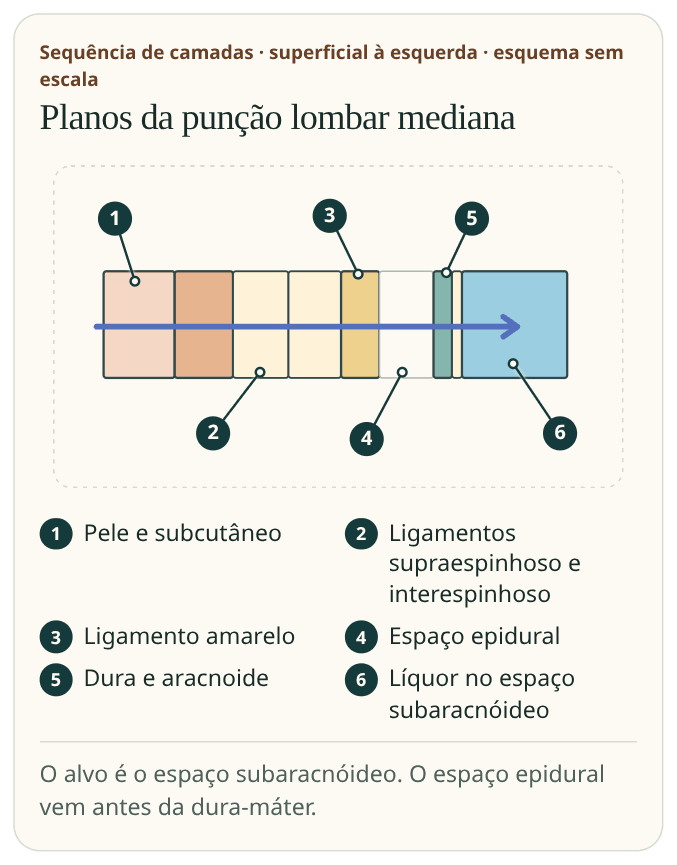 Sequência de camadas · superficial à esquerda · esquema sem
escala
Planos da punção lombar mediana
1
3
5
2
4
6
1 Pele e subcutâneo
2 Ligamentos
supraespinhoso e
interespinhoso
3 Ligamento amarelo
4 Espaço epidural
5 Dura e aracnoide
6 Líquor no espaço
subaracnóideo
O alvo é o espaço subaracnóideo. O espaço epidural
vem antes da dura-máter.